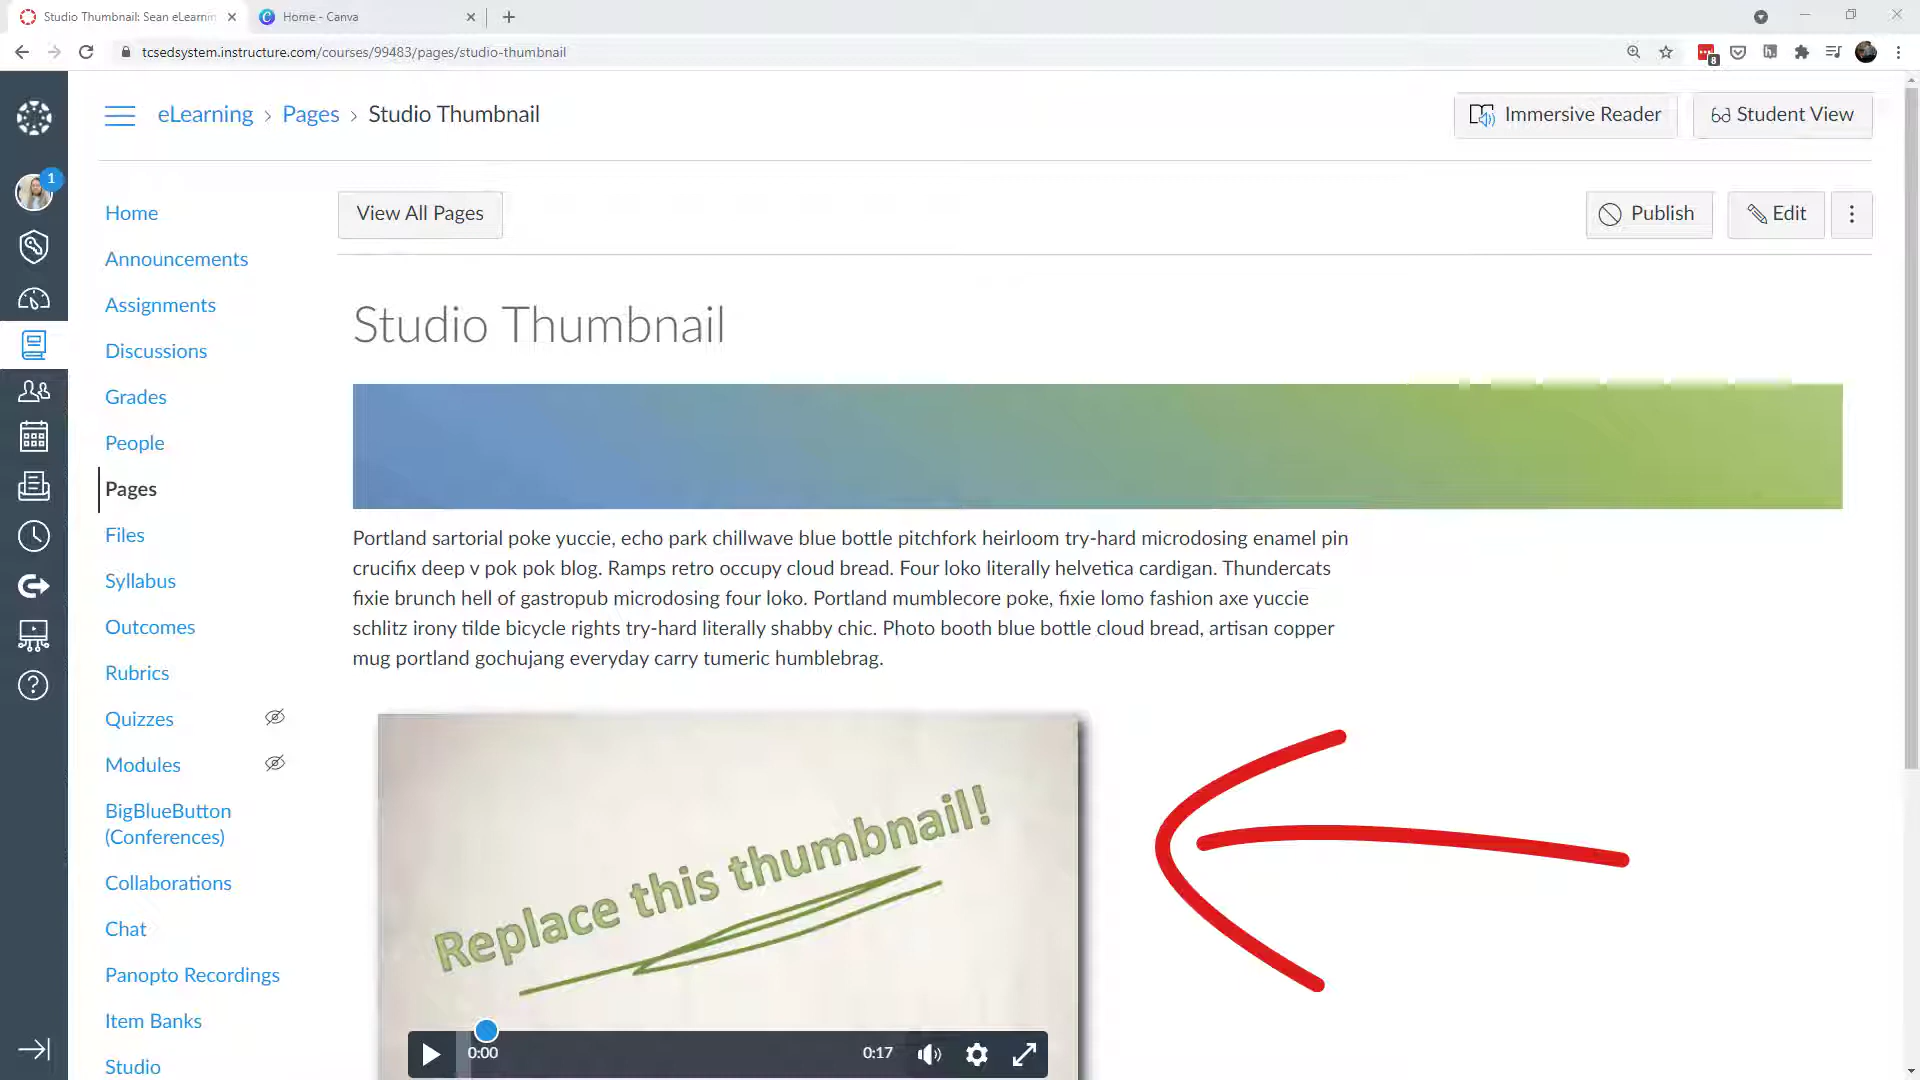 Studio Thumbnail: Sean eLearnin
Home - Canva
tcsedsystem.instructure.com/courses/99483/pages/studio-thumbnail
8
eLearning > Pages > Studio Thumbnail
Immersive Reader
Student View
1
View All Pages
Publish
Edit
Home
Announcements
Assignments
Discussions
Grades
People
Pages
Files
Syllabus
Outcomes
Rubrics
Quizzes
Modules
BigBlueButton
(Conferences)
Collaborations
Chat
Panopto Recordings
Item Banks
Studio
Studio Thumbnail
Portland sartorial poke yuccie, echo park chillwave blue bottle pitchfork heirloom try-hard microdosing enamel pin
crucifix deep v pok pok blog. Ramps retro occupy cloud bread. Four loko literally helvetica cardigan. Thundercats
fixie brunch hell of gastropub microdosing four loko. Portland mumblecore poke, fixie lomo fashion axe yuccie
schlitz irony tilde bicycle rights try-hard literally shabby chic. Photo booth blue bottle cloud bread, artisan copper
mug portland gochujang everyday carry tumeric humblebrag.
Replace this thumbnail!
0:00
0:17